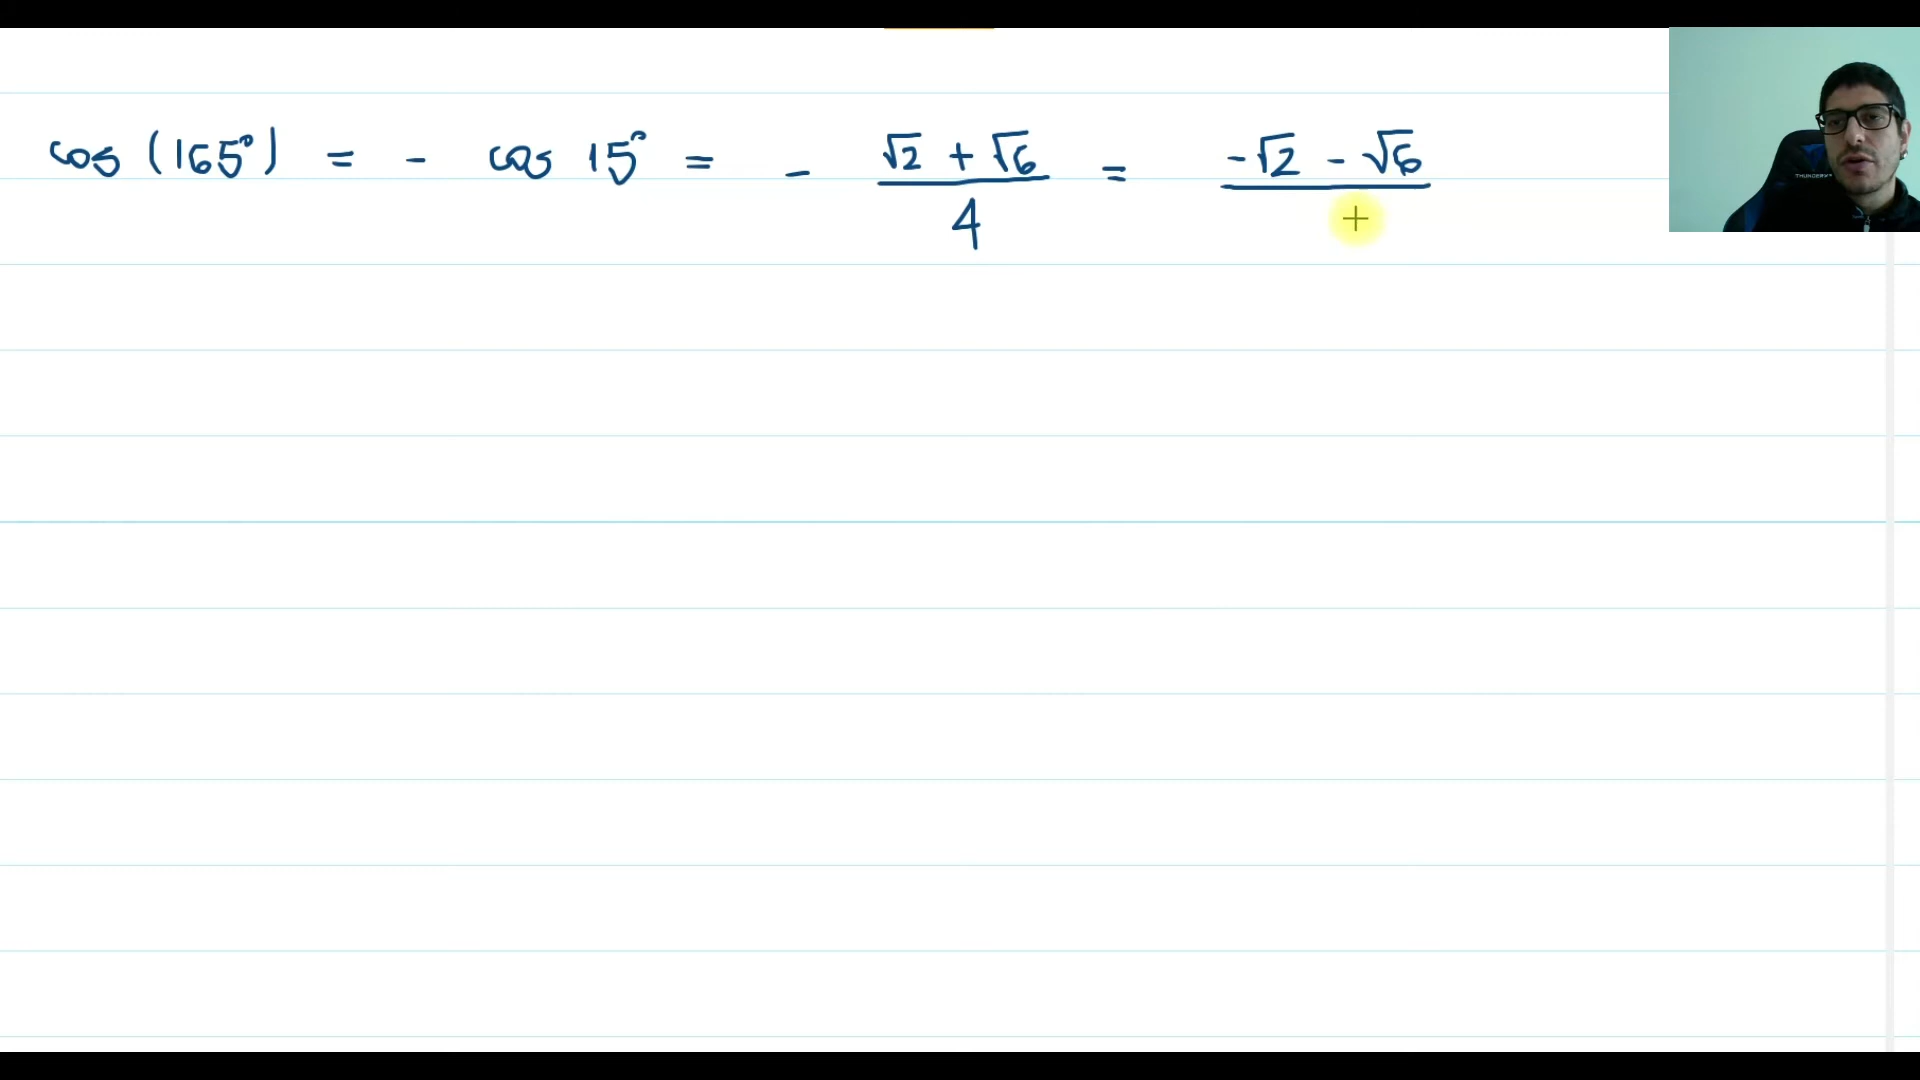 cos (165°) = - cos 15° = - (√2 + √6)/4 = (-√2 - √6)/